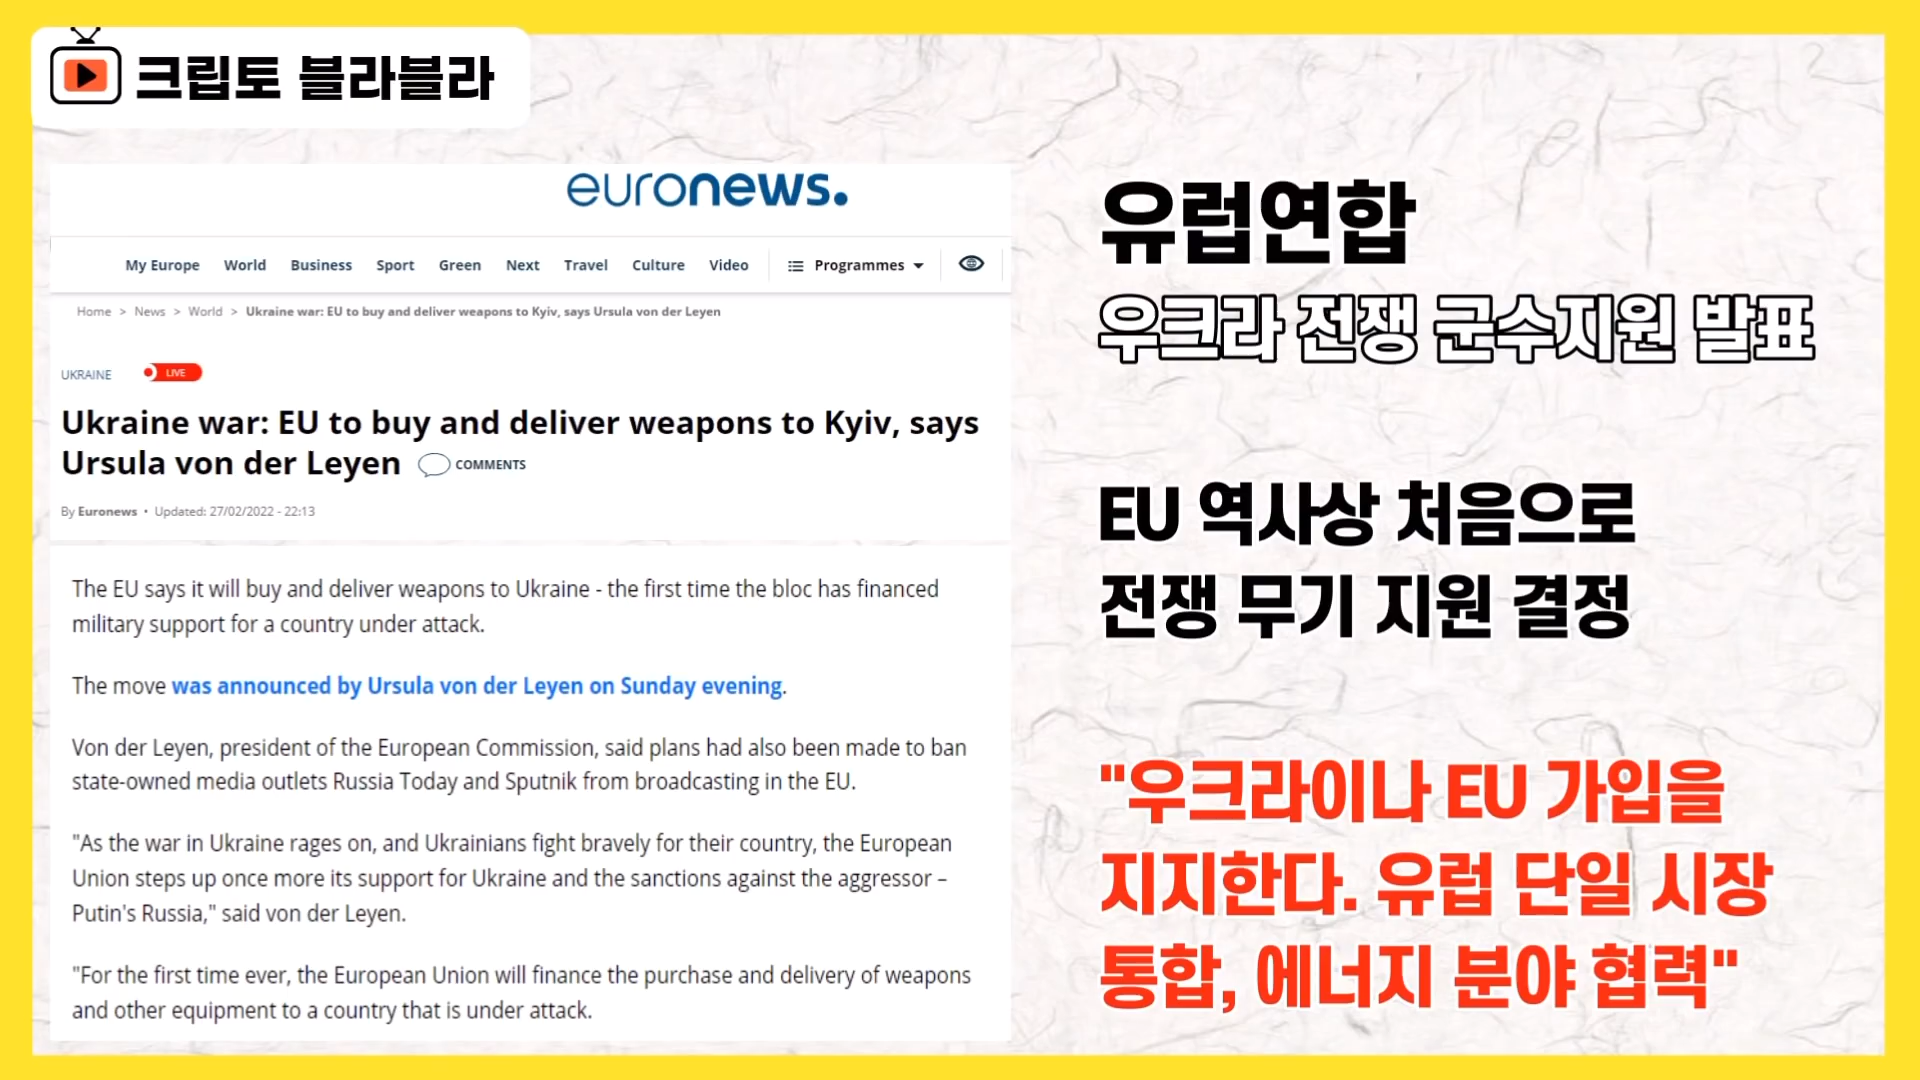 크립토 블라블라
euronews.
My Europe World Business Sport Green Next Travel Culture Video Programmes
Home > News > World > Ukraine war: EU to buy and deliver weapons to Kyiv, says Ursula von der Leyen
UKRAINE LIVE
Ukraine war: EU to buy and deliver weapons to Kyiv, says
Ursula von der Leyen COMMENTS
By Euronews • Updated: 27/02/2022 - 22:13
The EU says it will buy and deliver weapons to Ukraine - the first time the bloc has financed
military support for a country under attack.
The move was announced by Ursula von der Leyen on Sunday evening.
Von der Leyen, president of the European Commission, said plans had also been made to ban
state-owned media outlets Russia Today and Sputnik from broadcasting in the EU.
"As the war in Ukraine rages on, and Ukrainians fight bravely for their country, the European
Union steps up once more its support for Ukraine and the sanctions against the aggressor –
Putin's Russia," said von der Leyen.
"For the first time ever, the European Union will finance the purchase and delivery of weapons
and other equipment to a country that is under attack.
유럽연합
우크라 전쟁 군수지원 발표
EU 역사상 처음으로
전쟁 무기 지원 결정
"우크라이나 EU 가입을
지지한다. 유럽 단일 시장
통합, 에너지 분야 협력"